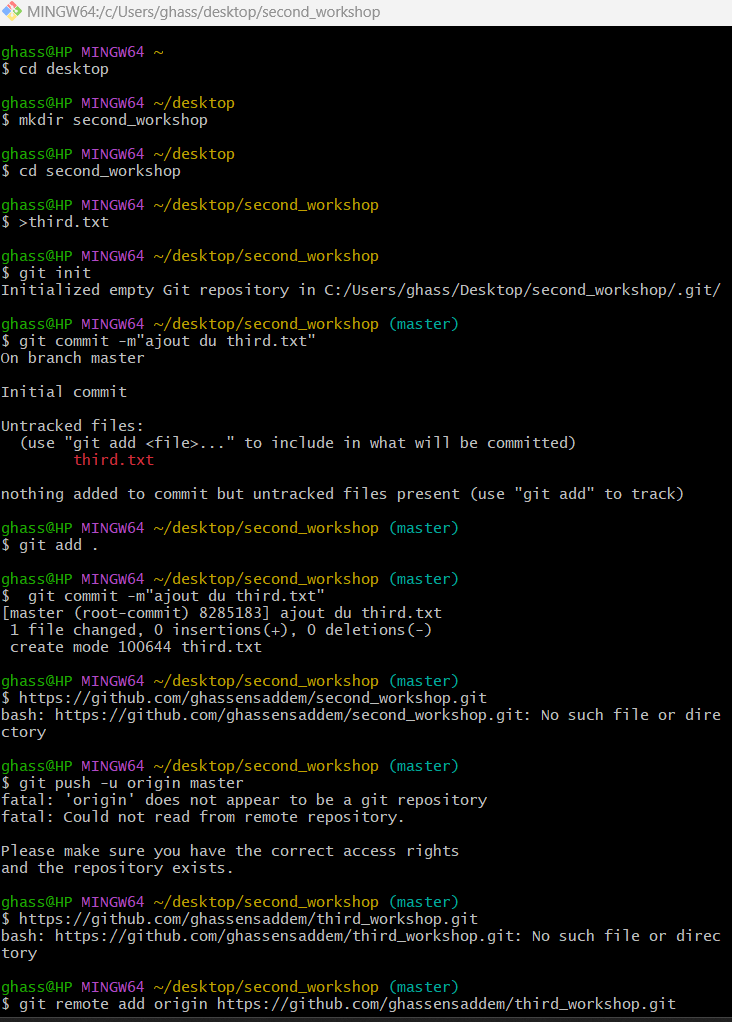 MINGW64:/c/Users/ghass/desktop/second_workshop
ghass@HP MINGW64 ~
$ cd desktop
ghass@HP MINGW64 ~/desktop
$ mkdir second_workshop
ghass@HP MINGW64 ~/desktop
$ cd second_workshop
ghass@HP MINGW64 ~/desktop/second_workshop
$ >third.txt
ghass@HP MINGW64 ~/desktop/second_workshop
$ git init
Initialized empty Git repository in C:/Users/ghass/Desktop/second_workshop/.git/
ghass@HP MINGW64 ~/desktop/second_workshop (master)
$ git commit -m"ajout du third.txt"
On branch master
Initial commit
Untracked files:
  (use "git add <file>..." to include in what will be committed)
        third.txt
nothing added to commit but untracked files present (use "git add" to track)
ghass@HP MINGW64 ~/desktop/second_workshop (master)
$ git add .
ghass@HP MINGW64 ~/desktop/second_workshop (master)
$  git commit -m"ajout du third.txt"
[master (root-commit) 8285183] ajout du third.txt
 1 file changed, 0 insertions(+), 0 deletions(-)
 create mode 100644 third.txt
ghass@HP MINGW64 ~/desktop/second_workshop (master)
$ https://github.com/ghassensaddem/second_workshop.git
bash: https://github.com/ghassensaddem/second_workshop.git: No such file or dire
ctory
ghass@HP MINGW64 ~/desktop/second_workshop (master)
$ git push -u origin master
fatal: 'origin' does not appear to be a git repository
fatal: Could not read from remote repository.
Please make sure you have the correct access rights
and the repository exists.
ghass@HP MINGW64 ~/desktop/second_workshop (master)
$ https://github.com/ghassensaddem/third_workshop.git
bash: https://github.com/ghassensaddem/third_workshop.git: No such file or direc
tory
ghass@HP MINGW64 ~/desktop/second_workshop (master)
$ git remote add origin https://github.com/ghassensaddem/third_workshop.git